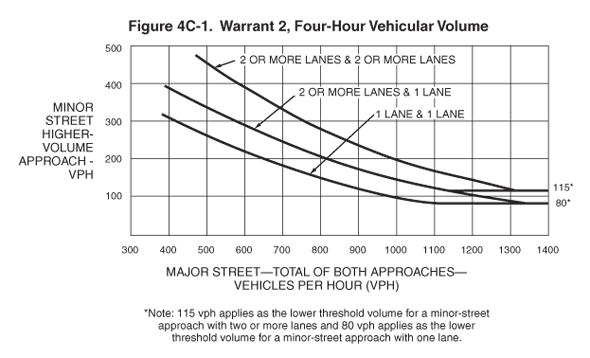 Figure 4C-1. Warrant 2, Four-Hour Vehicular Volume
500
400
300
200
100
MINOR
STREET
HIGHER-
VOLUME
APPROACH -
VPH
2 OR MORE LANES & 2 OR MORE LANES
2 OR MORE LANES & 1 LANE
1 LANE & 1 LANE
115*
80*
300 400 500 600 700 800 900 1000 1100 1200 1300 1400
MAJOR STREET—TOTAL OF BOTH APPROACHES—
VEHICLES PER HOUR (VPH)
*Note: 115 vph applies as the lower threshold volume for a minor-street
approach with two or more lanes and 80 vph applies as the lower
threshold volume for a minor-street approach with one lane.